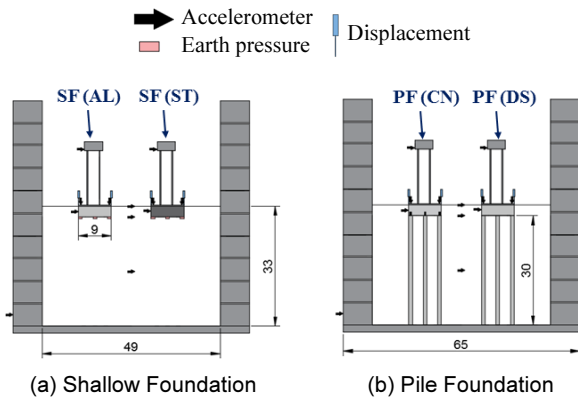 Accelerometer
Earth pressure
Displacement
SF (AL) SF (ST)
9
33
49
(a) Shallow Foundation
PF (CN) PF (DS)
30
65
(b) Pile Foundation